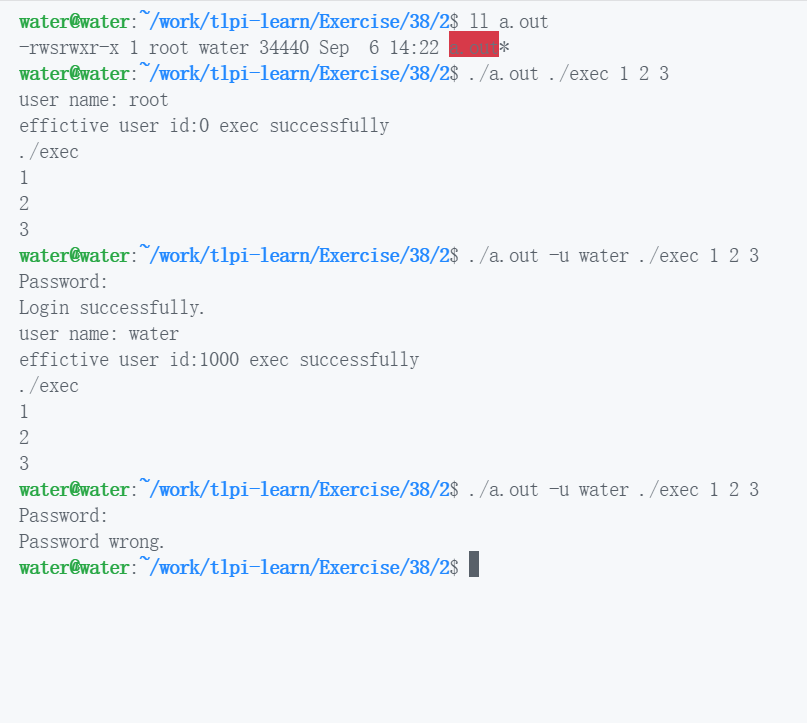 water@water:~/work/tlpi-learn/Exercise/38/2$ ll a.out
-rwsrwxr-x 1 root water 34440 Sep  6 14:22 a.out*
water@water:~/work/tlpi-learn/Exercise/38/2$ ./a.out ./exec 1 2 3
user name: root
effictive user id:0 exec successfully
./exec
1
2
3
water@water:~/work/tlpi-learn/Exercise/38/2$ ./a.out -u water ./exec 1 2 3
Password:
Login successfully.
user name: water
effictive user id:1000 exec successfully
./exec
1
2
3
water@water:~/work/tlpi-learn/Exercise/38/2$ ./a.out -u water ./exec 1 2 3
Password:
Password wrong.
water@water:~/work/tlpi-learn/Exercise/38/2$